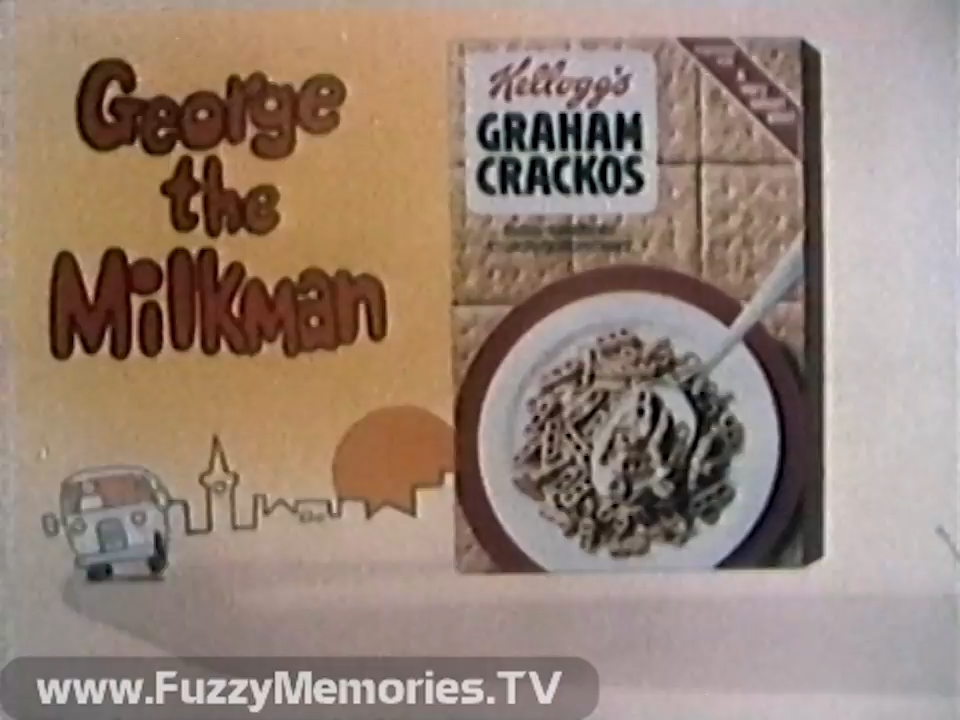 George
the
Milkman
Kellogg's
GRAHAM
CRACKOS
www.FuzzyMemories.TV